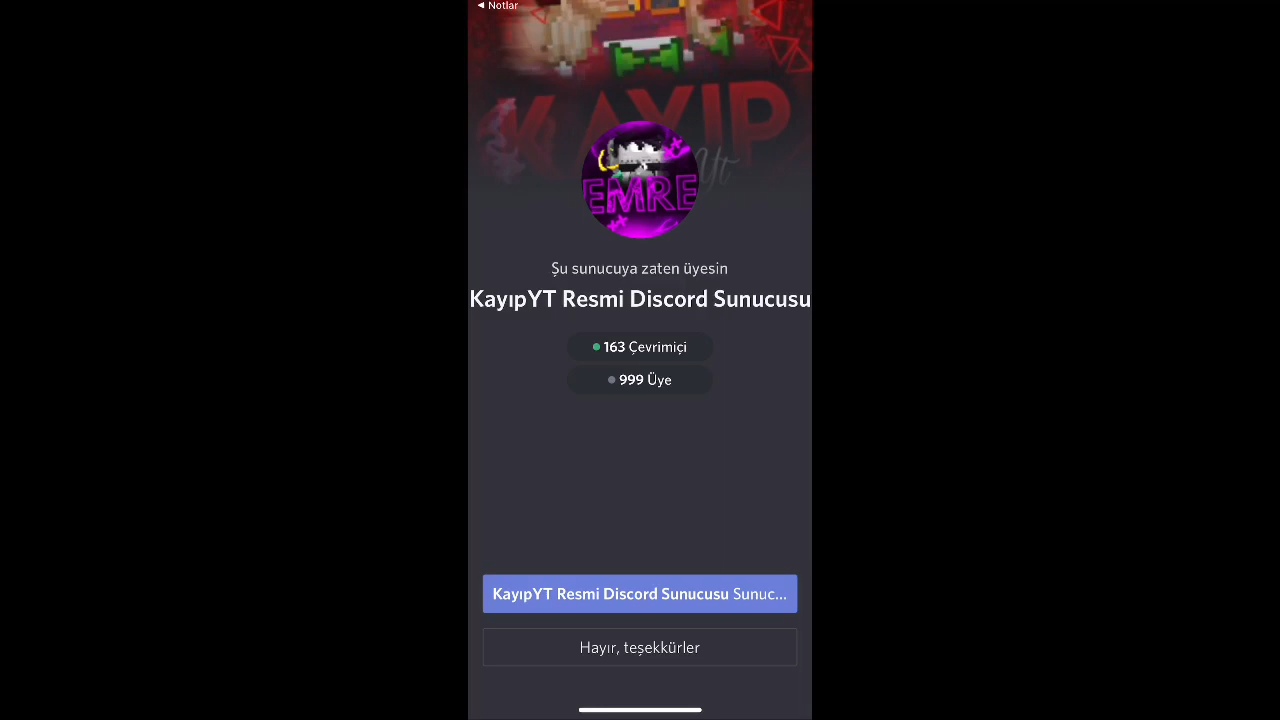 ◄ Notlar
KAYIP
yt
EMRE
Şu sunucuya zaten üyesin
KayıpYT Resmi Discord Sunucusu
163 Çevrimiçi
999 Üye
KayıpYT Resmi Discord Sunucusu Sunuc...
Hayır, teşekkürler